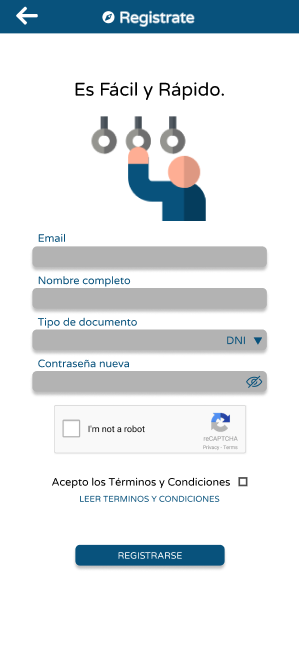 Registrate
Es Fácil y Rápido.
Email
Nombre completo
Tipo de documento
DNI
Contraseña nueva
I'm not a robot
reCAPTCHA
Privacy - Terms
Acepto los Términos y Condiciones
LEER TERMINOS Y CONDICIONES
REGISTRARSE